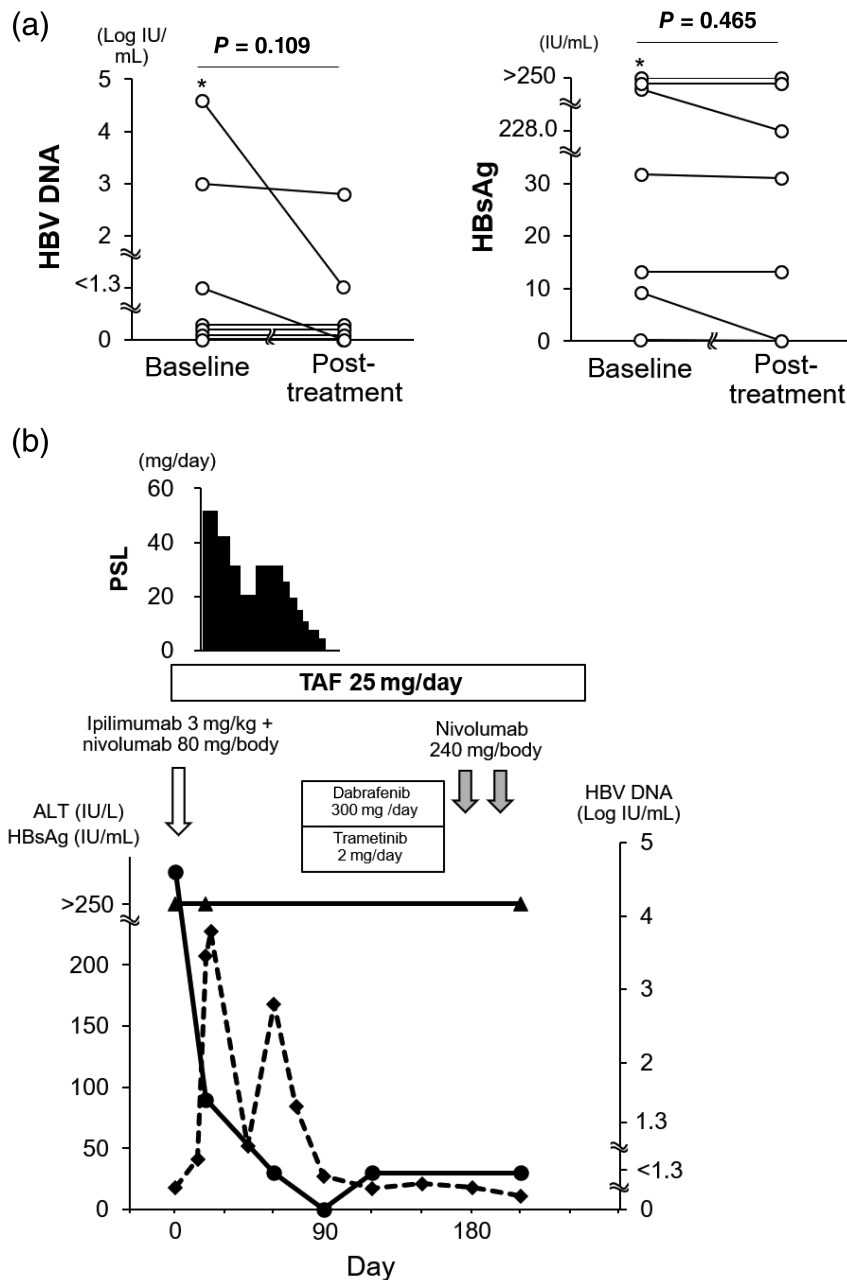 (a)
(Log IU/
mL)
P = 0.109
*
5
4
3
2
<1.3
0
HBV DNA
Baseline
Post-
treatment
P = 0.465
(IU/mL)
*
>250
228.0
30
20
10
0
HBsAg
Baseline
Post-
treatment
(b)
(mg/day)
60
40
20
0
PSL
TAF 25 mg/day
Ipilimumab 3 mg/kg +
nivolumab 80 mg/body
Nivolumab
240 mg/body
Dabrafenib
300 mg /day
Trametinib
2 mg/day
ALT (IU/L)
HBsAg (IU/mL)
HBV DNA
(Log IU/mL)
>250
200
150
100
50
0
5
4
3
2
1.3
<1.3
0
0
90
180
Day